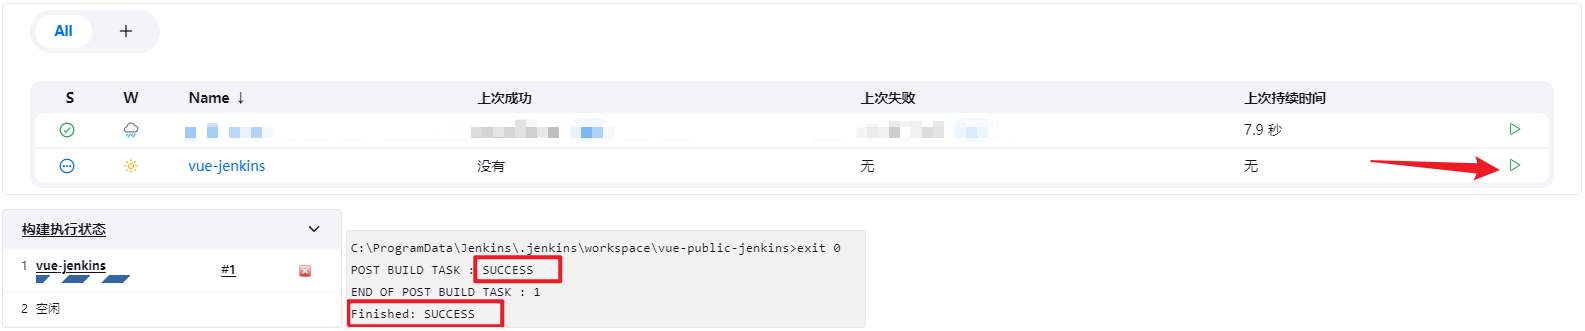 All +
S W Name ↓ 上次成功 上次失败 上次持续时间
7.9 秒
vue-jenkins 没有 无 无
构建执行状态
1 vue-jenkins #1
2 空闲
C:\ProgramData\Jenkins\.jenkins\workspace\vue-public-jenkins>exit 0
POST BUILD TASK : SUCCESS
END OF POST BUILD TASK : 1
Finished: SUCCESS